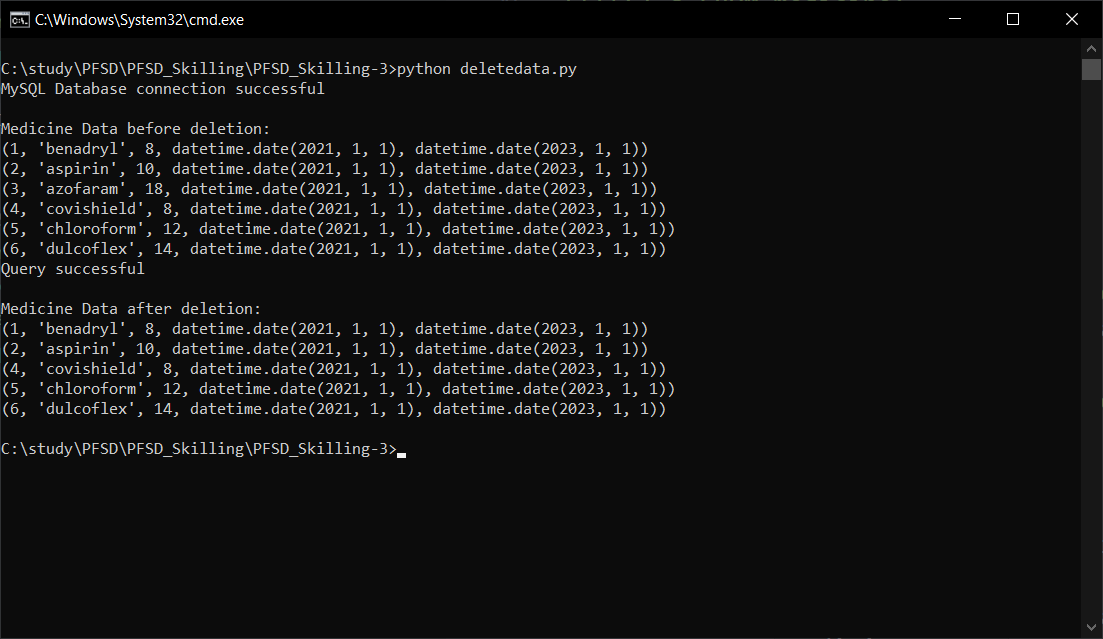 C:\Windows\System32\cmd.exe
C:\study\PFSD\PFSD_Skilling\PFSD_Skilling-3>python deletedata.py
MySQL Database connection successful
Medicine Data before deletion:
(1, 'benadryl', 8, datetime.date(2021, 1, 1), datetime.date(2023, 1, 1))
(2, 'aspirin', 10, datetime.date(2021, 1, 1), datetime.date(2023, 1, 1))
(3, 'azofaram', 18, datetime.date(2021, 1, 1), datetime.date(2023, 1, 1))
(4, 'covishield', 8, datetime.date(2021, 1, 1), datetime.date(2023, 1, 1))
(5, 'chloroform', 12, datetime.date(2021, 1, 1), datetime.date(2023, 1, 1))
(6, 'dulcoflex', 14, datetime.date(2021, 1, 1), datetime.date(2023, 1, 1))
Query successful
Medicine Data after deletion:
(1, 'benadryl', 8, datetime.date(2021, 1, 1), datetime.date(2023, 1, 1))
(2, 'aspirin', 10, datetime.date(2021, 1, 1), datetime.date(2023, 1, 1))
(4, 'covishield', 8, datetime.date(2021, 1, 1), datetime.date(2023, 1, 1))
(5, 'chloroform', 12, datetime.date(2021, 1, 1), datetime.date(2023, 1, 1))
(6, 'dulcoflex', 14, datetime.date(2021, 1, 1), datetime.date(2023, 1, 1))
C:\study\PFSD\PFSD_Skilling\PFSD_Skilling-3>